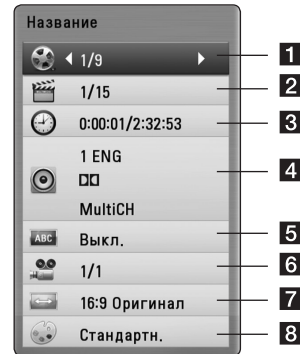 Название
1/9
1
1/15
2
0:00:01/2:32:53
3
1 ENG
MultiCH
4
ABC
Выкл.
5
1/1
6
16:9 Оригинал
7
Стандартн.
8